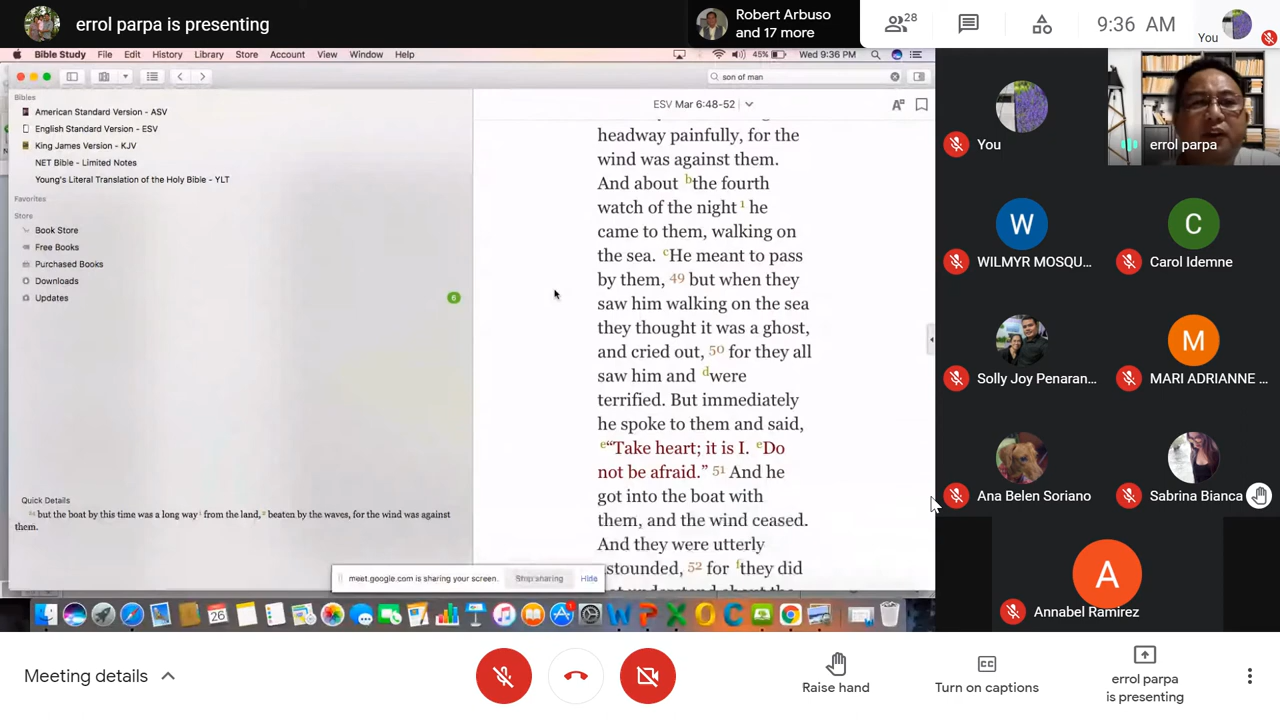 errol parpa is presenting
Robert Arbuso
and 17 more
28
9:36 AM
You
Bible Study File Edit History Library Store Account View Window Help
45% Wed 9:36 PM
son of man
Bibles
American Standard Version - ASV
English Standard Version - ESV
King James Version - KJV
NET Bible - Limited Notes
Young's Literal Translation of the Holy Bible - YLT
Favorites
Store
Book Store
Free Books
Purchased Books
Downloads
Updates
6
Quick Details
but the boat by this time was a long way from the land, beaten by the waves, for the wind was against
them.
ESV Mar 6:48-52
headway painfully, for the
wind was against them.
And about b the fourth
watch of the night 1 he
came to them, walking on
the sea. c He meant to pass
by them, 49 but when they
saw him walking on the sea
they thought it was a ghost,
and cried out, 50 for they all
saw him and d were
terrified. But immediately
he spoke to them and said,
e “Take heart; it is I. e Do
not be afraid.” 51 And he
got into the boat with
them, and the wind ceased.
And they were utterly
astounded, 52 for f they did
meet.google.com is sharing your screen. Stop sharing Hide
26
You
errol parpa
W
WILMYR MOSQU...
C
Carol Idemne
Solly Joy Penaran...
M
MARI ADRIANNE ...
Ana Belen Soriano
Sabrina Bianca
A
Annabel Ramirez
Meeting details
Raise hand
Turn on captions
errol parpa
is presenting